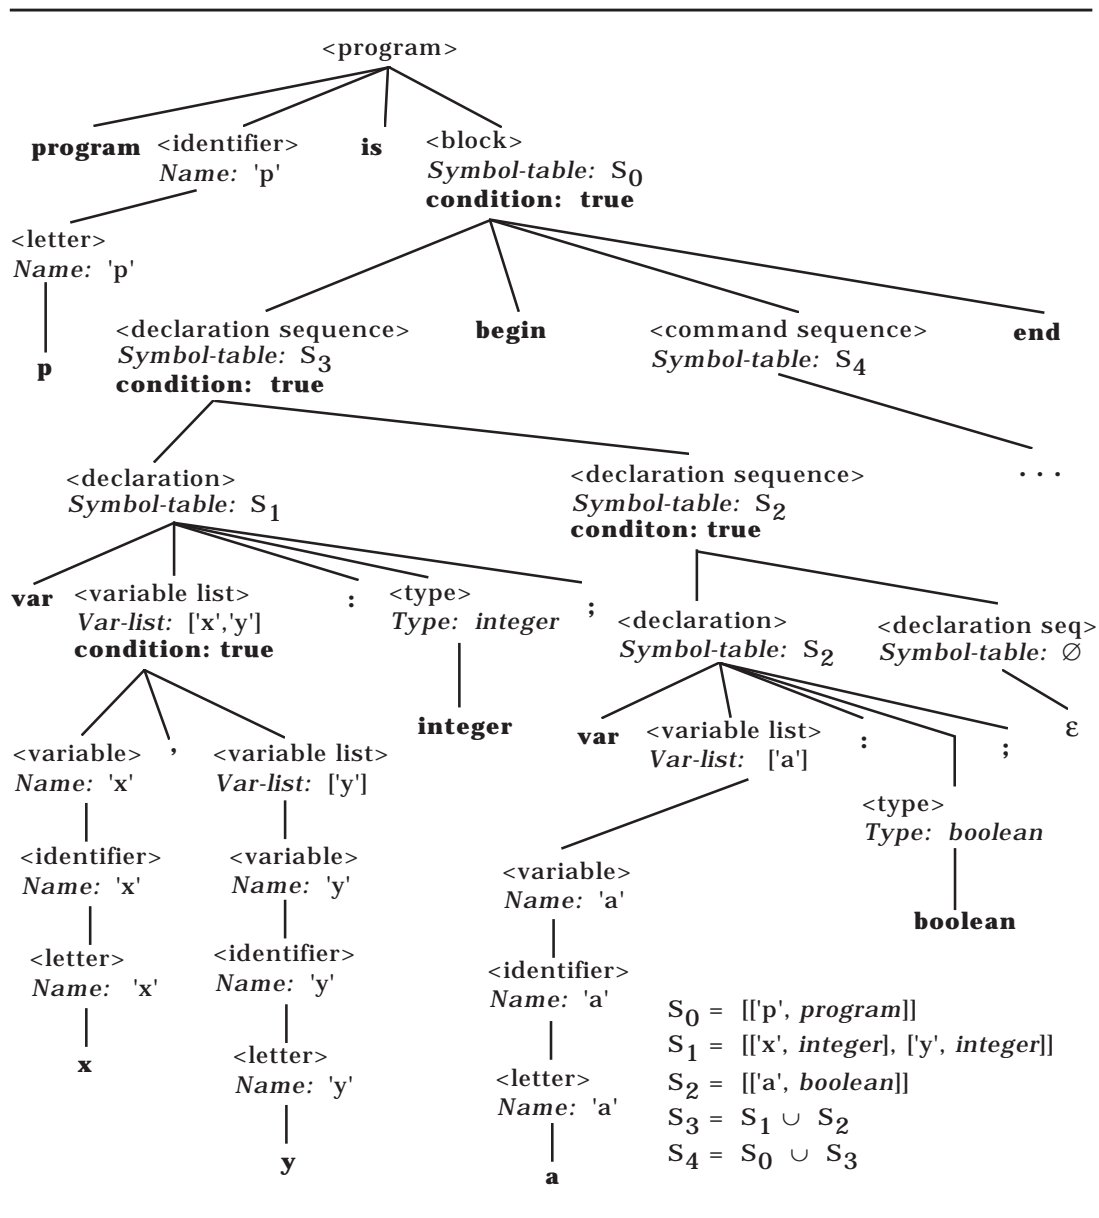 <program>
program <identifier> is <block>
Name: 'p' Symbol-table: S0
condition: true
<letter>
Name: 'p'
<declaration sequence> begin <command sequence> end
Symbol-table: S3 Symbol-table: S4
p condition: true
<declaration> <declaration sequence> . . .
Symbol-table: S1 Symbol-table: S2
conditon: true
var <variable list> : <type> ; <declaration> <declaration seq>
Var-list: ['x','y'] Type: integer Symbol-table: S2 Symbol-table: ∅
condition: true
integer var <variable list> : ; ε
<variable> , <variable list> Var-list: ['a']
Name: 'x' Var-list: ['y']
<type>
Type: boolean
<identifier> <variable> <variable>
Name: 'x' Name: 'y' Name: 'a'
boolean
<letter> <identifier> <identifier>
Name: 'x' Name: 'y' Name: 'a'
S0 = [['p', program]]
x <letter> S1 = [['x', integer], ['y', integer]]
Name: 'y' <letter> S2 = [['a', boolean]]
Name: 'a' S3 = S1 ∪ S2
y S4 = S0 ∪ S3
a